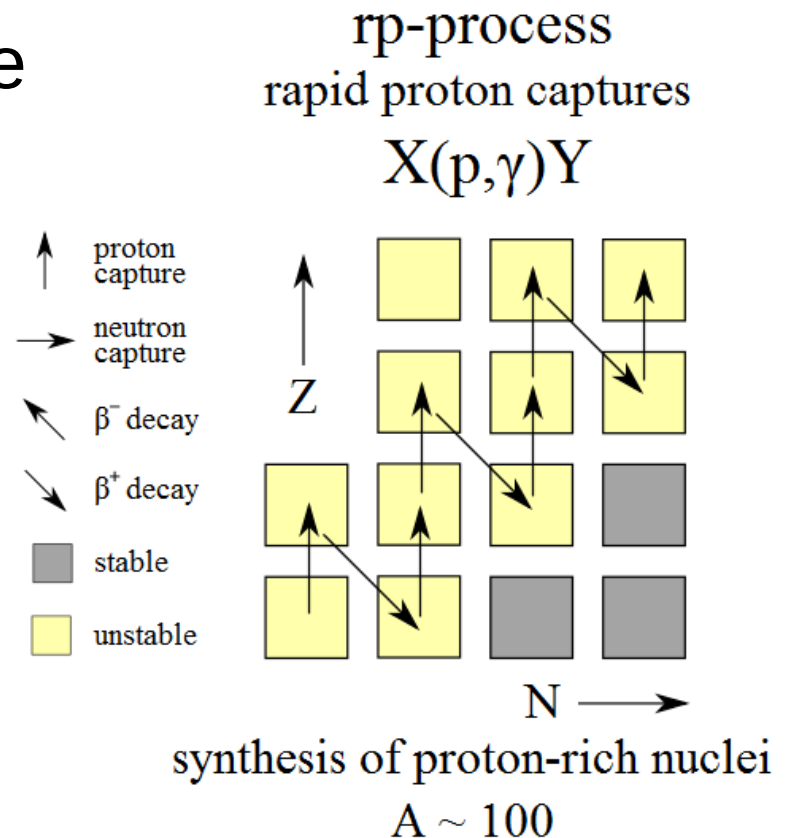 e
rp-process
rapid proton captures
X(p,γ)Y
proton
capture
neutron
capture
β⁻ decay
β⁺ decay
stable
unstable
Z
N
synthesis of proton-rich nuclei
A ~ 100